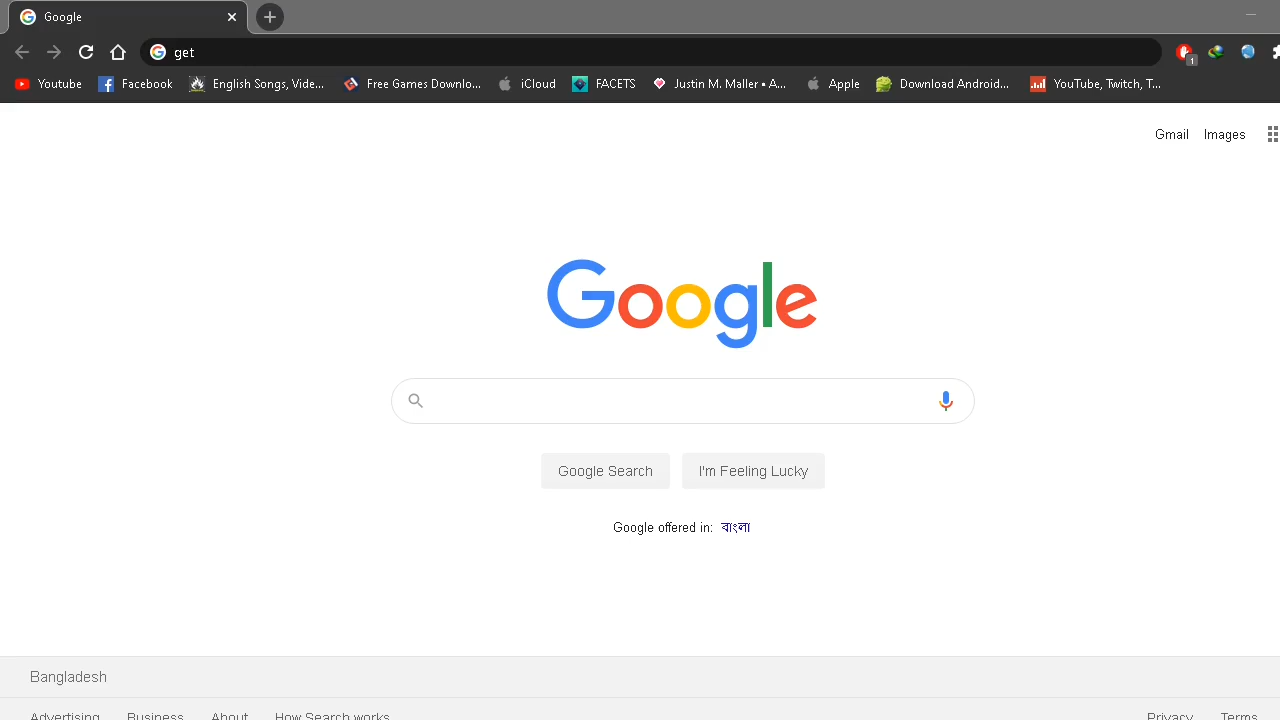 Google
get
Youtube Facebook English Songs, Vide... Free Games Downlo... iCloud FACETS Justin M. Maller • A... Apple Download Android... YouTube, Twitch, T...
1
Gmail Images
Google
Google Search I'm Feeling Lucky
Google offered in: বাংলা
Bangladesh
Advertising Business About How Search works Privacy Terms